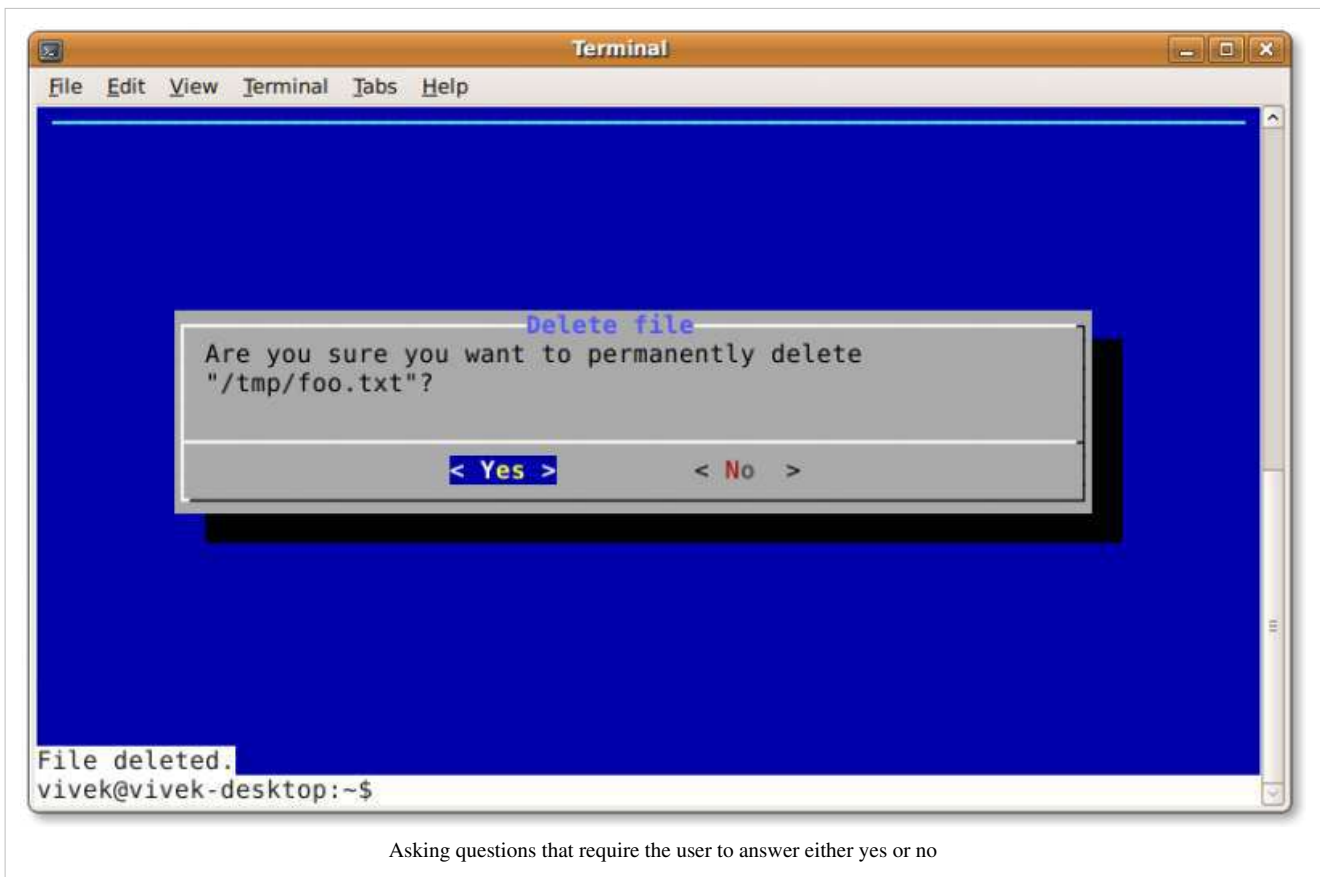 Terminal
File Edit View Terminal Tabs Help
Delete file
Are you sure you want to permanently delete
"/tmp/foo.txt"?
< Yes > < No >
File deleted.
vivek@vivek-desktop:~$
Asking questions that require the user to answer either yes or no